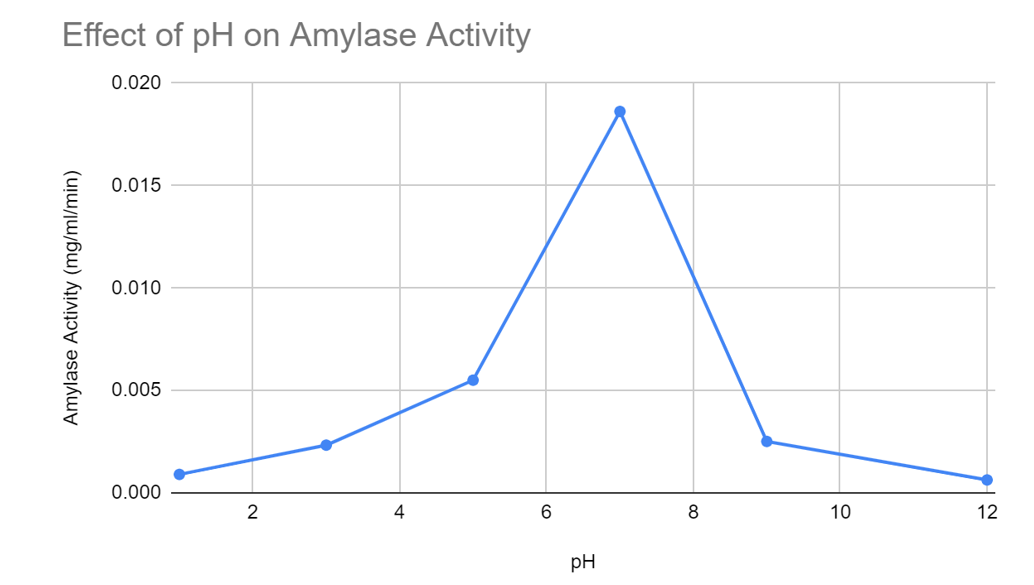 Effect of pH on Amylase Activity
Amylase Activity (mg/ml/min)
0.020
0.015
0.010
0.005
0.000
2 4 6 8 10 12
pH